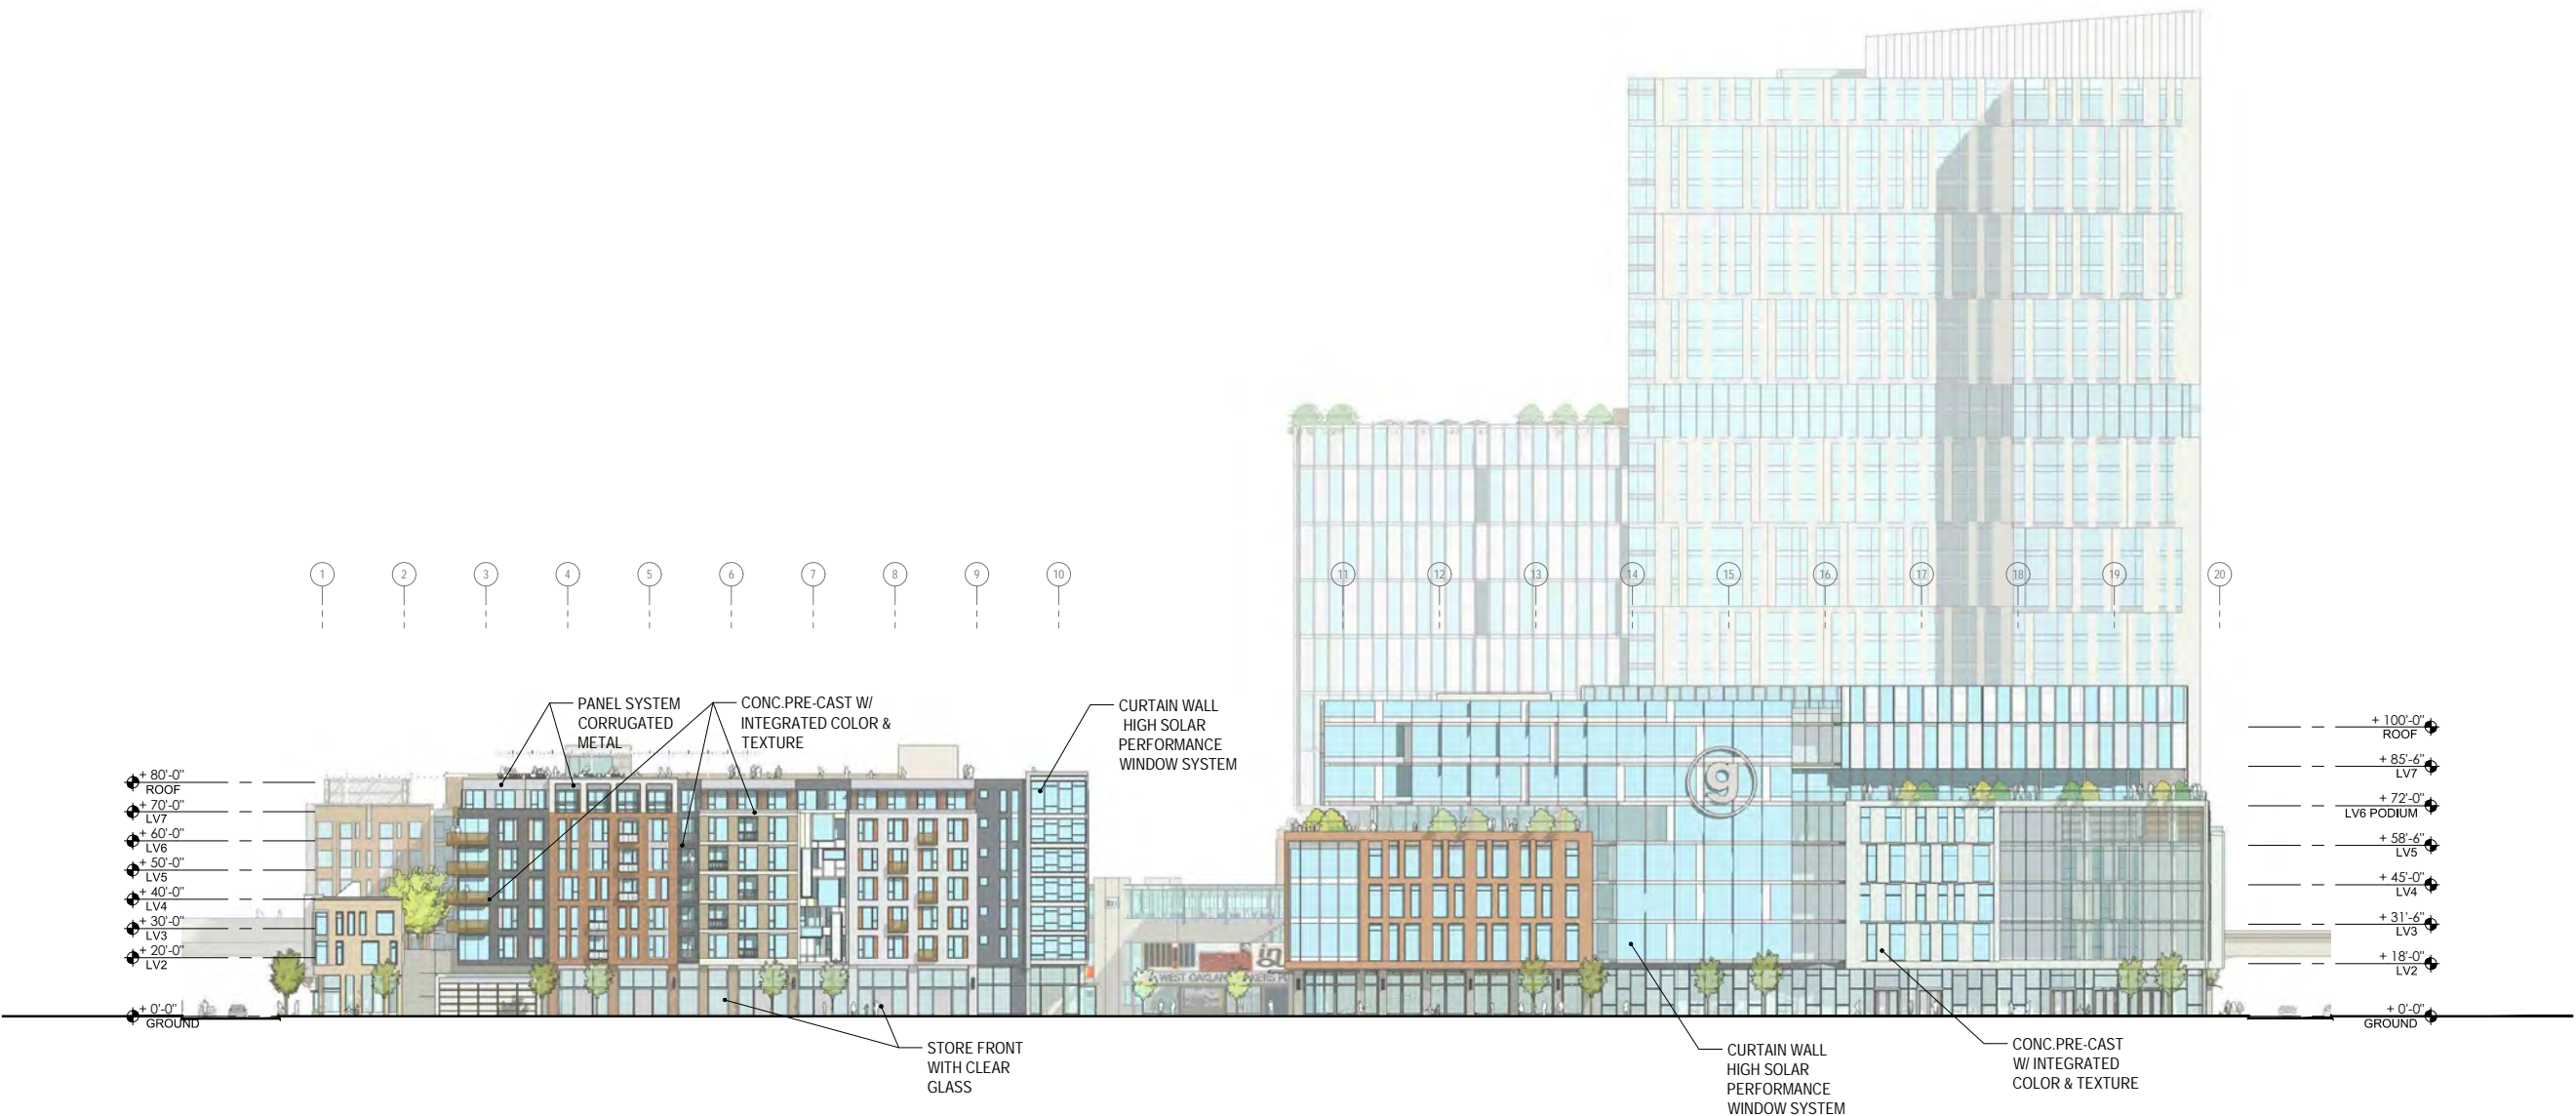 1
2
3
4
5
6
7
8
9
10
11
12
13
14
15
16
17
18
19
20
PANEL SYSTEM
CORRUGATED
METAL
CONC.PRE-CAST W/
INTEGRATED COLOR &
TEXTURE
CURTAIN WALL
HIGH SOLAR
PERFORMANCE
WINDOW SYSTEM
+ 80'-0"
ROOF
+ 70'-0"
LV7
+ 60'-0"
LV6
+ 50'-0"
LV5
+ 40'-0"
LV4
+ 30'-0"
LV3
+ 20'-0"
LV2
+ 0'-0"
GROUND
g
g
WEST OAKLAND
+ 100'-0"
ROOF
+ 85'-6"
LV7
+ 72'-0"
LV6 PODIUM
+ 58'-6"
LV5
+ 45'-0"
LV4
+ 31'-6"
LV3
+ 18'-0"
LV2
+ 0'-0"
GROUND
STORE FRONT
WITH CLEAR
GLASS
CURTAIN WALL
HIGH SOLAR
PERFORMANCE
WINDOW SYSTEM
CONC.PRE-CAST
W/ INTEGRATED
COLOR & TEXTURE